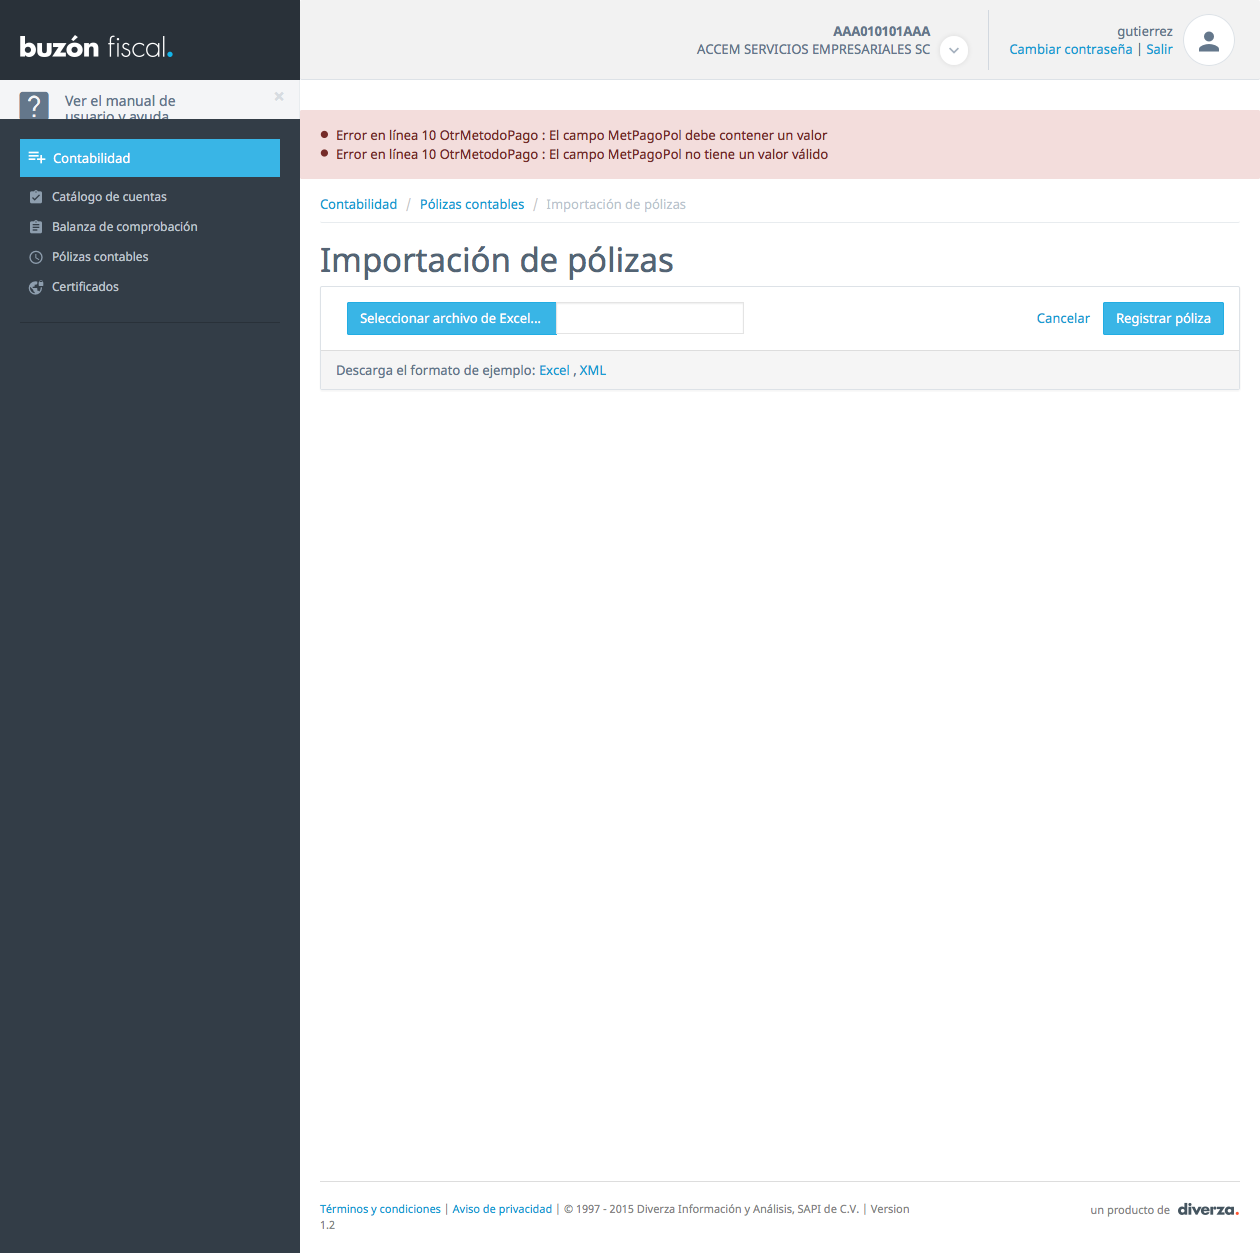 buzón fiscal.
AAA010101AAA
ACCEM SERVICIOS EMPRESARIALES SC
gutierrez
Cambiar contraseña | Salir
Ver el manual de
usuario y ayuda
×
Contabilidad
Catálogo de cuentas
Balanza de comprobación
Pólizas contables
Certificados
Error en línea 10 OtrMetodoPago : El campo MetPagoPol debe contener un valor
Error en línea 10 OtrMetodoPago : El campo MetPagoPol no tiene un valor válido
Contabilidad / Pólizas contables / Importación de pólizas
Importación de pólizas
Seleccionar archivo de Excel...
Cancelar
Registrar póliza
Descarga el formato de ejemplo: Excel , XML
Términos y condiciones | Aviso de privacidad | © 1997 - 2015 Diverza Información y Análisis, SAPI de C.V. | Version
1.2
un producto de diverza.